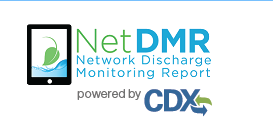 NetDMR
Network Discharge
Monitoring Report
powered by CDX